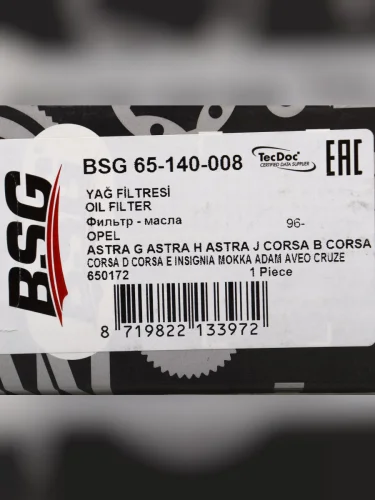 BSG
BSG 65-140-008
TecDoc
CERTIFIED DATA SUPPLIER
EAC
YAĞ FİLTRESİ
OIL FILTER
Фильтр - масла
96-
OPEL
ASTRA G ASTRA H ASTRA J CORSA B CORSA
CORSA D CORSA E INSIGNIA MOKKA ADAM AVEO CRUZE
650172
1 Piece
8 719822 133972